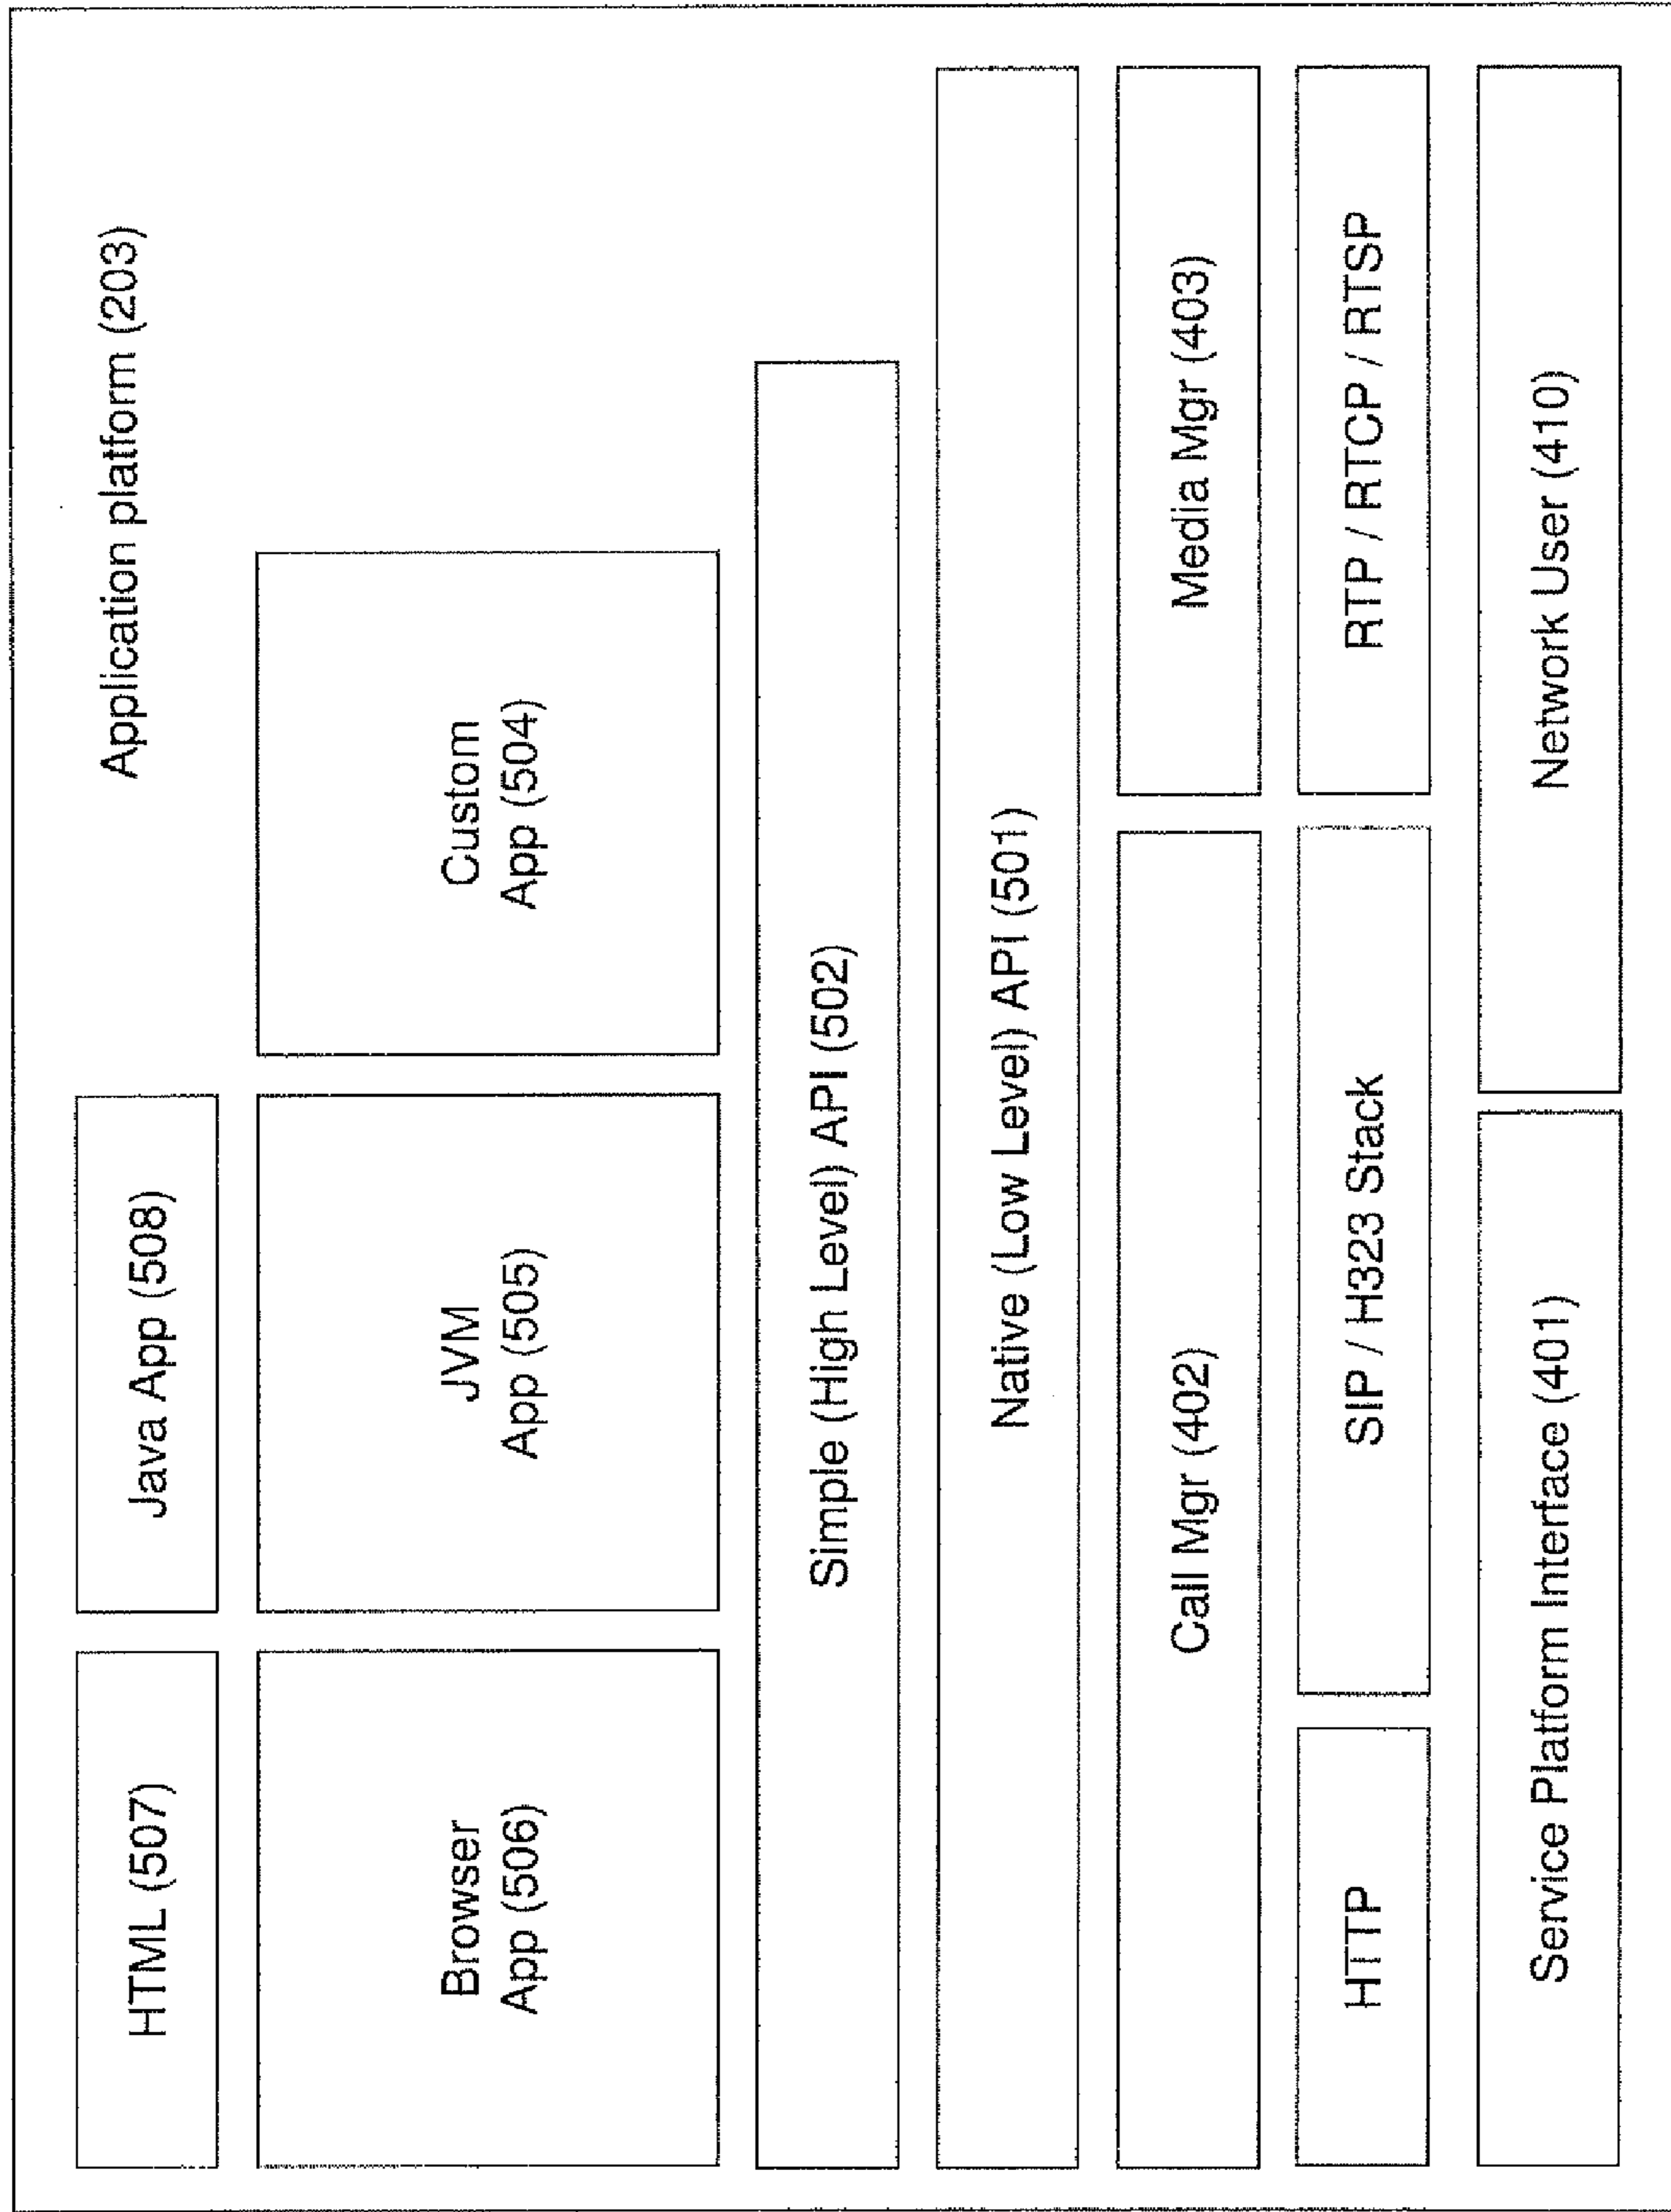 Application platform (203)
HTML (507)
Java App (508)
Browser
App (506)
JVM
App (505)
Custom
App (504)
Simple (High Level) API (502)
Native (Low Level) API (501)
Call Mgr (402)
Media Mgr (403)
HTTP
SIP / H323 Stack
RTP / RTCP / RTSP
Service Platform Interface (401)
Network User (410)